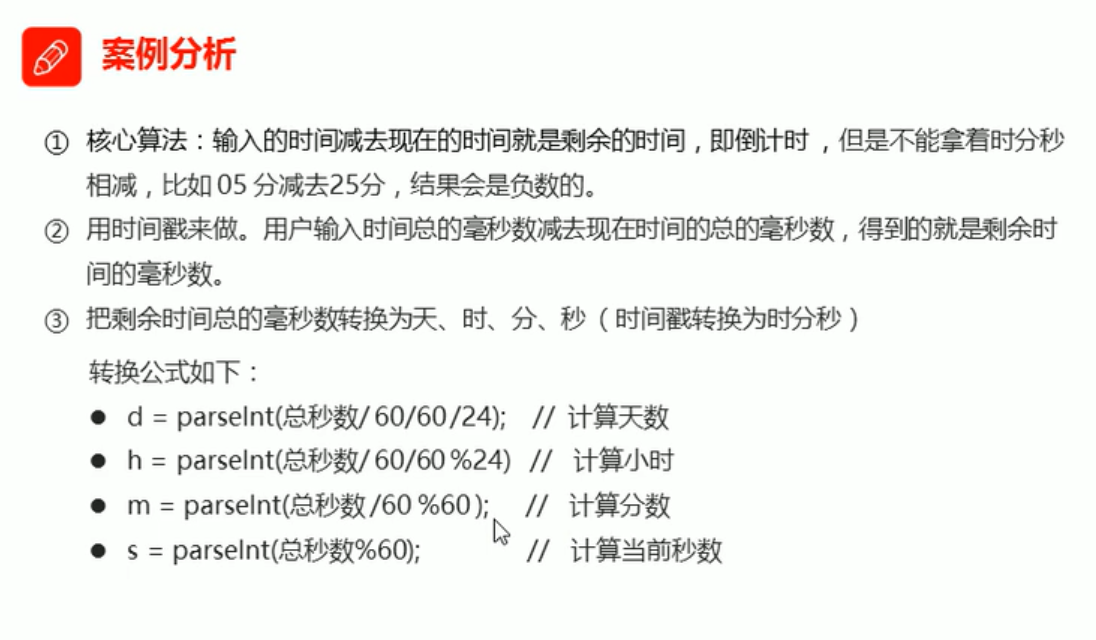 案例分析
① 核心算法：输入的时间减去现在的时间就是剩余的时间，即倒计时，但是不能拿着时分秒
相减，比如 05 分减去25分，结果会是负数的。
② 用时间戳来做。用户输入时间总的毫秒数减去现在时间的总的毫秒数，得到的就是剩余时
间的毫秒数。
③ 把剩余时间总的毫秒数转换为天、时、分、秒（时间戳转换为时分秒）
转换公式如下：
● d = parseInt(总秒数/ 60/60 /24); // 计算天数
● h = parseInt(总秒数/ 60/60 %24) // 计算小时
● m = parseInt(总秒数 /60 %60 ); // 计算分数
● s = parseInt(总秒数%60); // 计算当前秒数